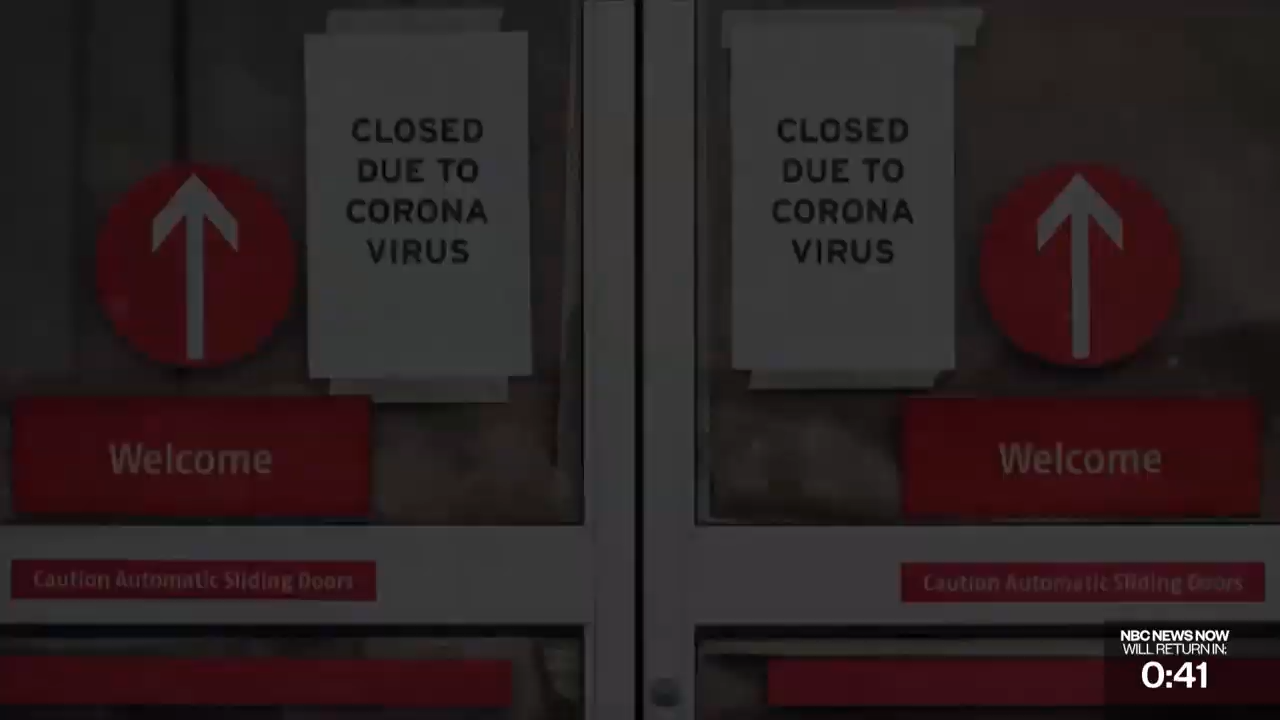 CLOSED
DUE TO
CORONA
VIRUS
CLOSED
DUE TO
CORONA
VIRUS
Welcome
Welcome
Caution Automatic Sliding Doors
Caution Automatic Sliding Doors
NBC NEWS NOW
WILL RETURN IN:
0:41